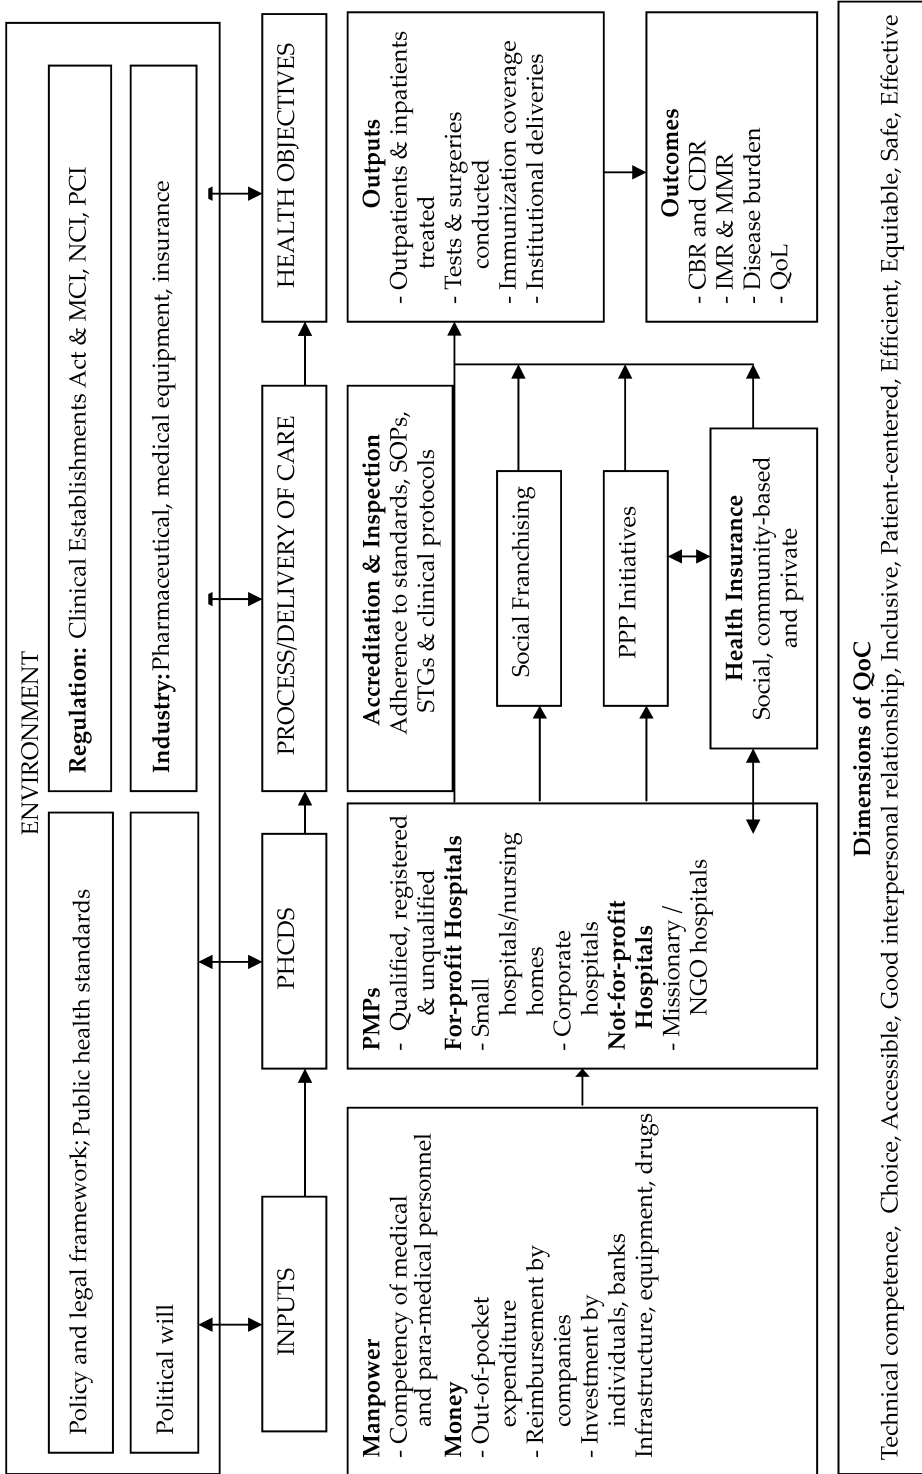 ENVIRONMENT
Policy and legal framework; Public health standards
Regulation: Clinical Establishments Act & MCI, NCI, PCI
Political will
Industry: Pharmaceutical, medical equipment, insurance
INPUTS
PHCDS
PROCESS/DELIVERY OF CARE
HEALTH OBJECTIVES
Manpower
- Competency of medical
and para-medical personnel
Money
- Out-of-pocket
expenditure
- Reimbursement by
companies
- Investment by
individuals, banks
Infrastructure, equipment, drugs
PMPs
- Qualified, registered
& unqualified
For-profit Hospitals
- Small
hospitals/nursing
homes
- Corporate
hospitals
Not-for-profit
Hospitals
- Missionary /
NGO hospitals
Accreditation & Inspection
Adherence to standards, SOPs,
STGs & clinical protocols
Social Franchising
PPP Initiatives
Health Insurance
Social, community-based
and private
Outputs
- Outpatients & inpatients
treated
- Tests & surgeries
conducted
- Immunization coverage
- Institutional deliveries
Outcomes
- CBR and CDR
- IMR & MMR
- Disease burden
- QoL
Dimensions of QoC
Technical competence, Choice, Accessible, Good interpersonal relationship, Inclusive, Patient-centered, Efficient, Equitable, Safe, Effective